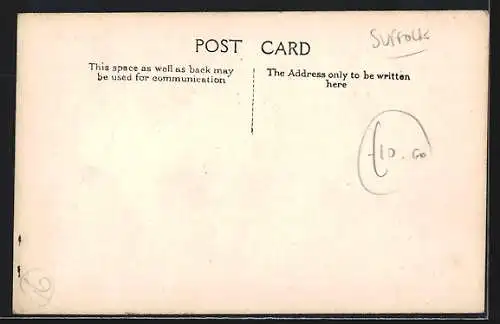 SUFFOLK
POST CARD
This space as well as back may
be used for communication
The Address only to be written
here
£10.00